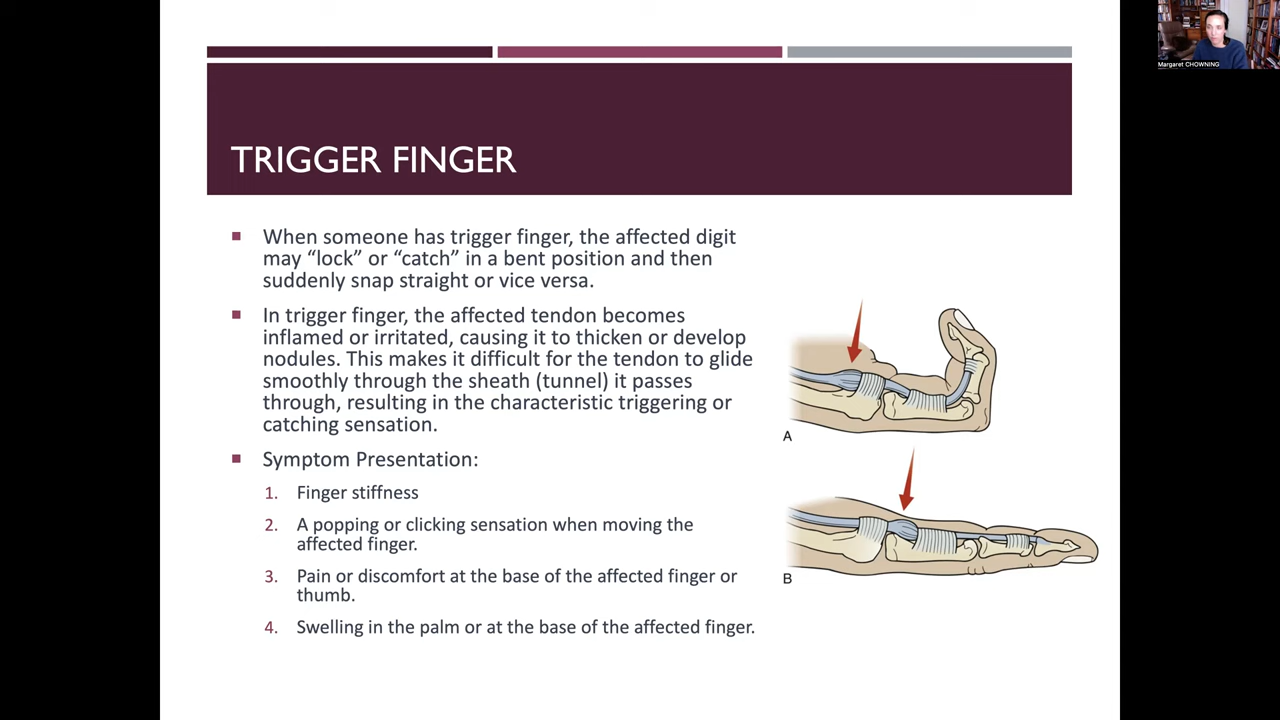 Margaret CHOWNING
TRIGGER FINGER
When someone has trigger finger, the affected digit
may “lock” or “catch” in a bent position and then
suddenly snap straight or vice versa.
In trigger finger, the affected tendon becomes
inflamed or irritated, causing it to thicken or develop
nodules. This makes it difficult for the tendon to glide
smoothly through the sheath (tunnel) it passes
through, resulting in the characteristic triggering or
catching sensation.
Symptom Presentation:
1. Finger stiffness
2. A popping or clicking sensation when moving the
affected finger.
3. Pain or discomfort at the base of the affected finger or
thumb.
4. Swelling in the palm or at the base of the affected finger.
A
B